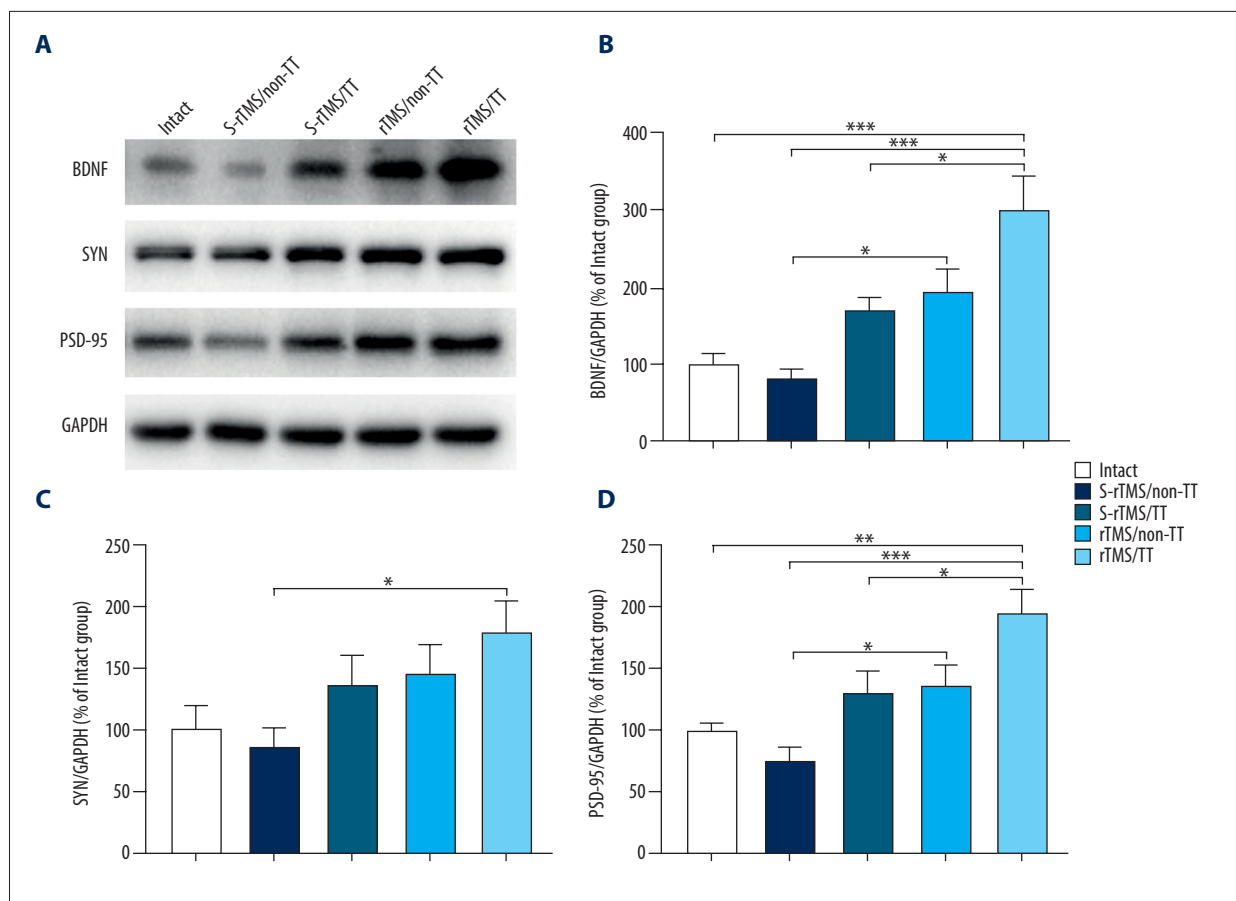 A
Intact
S-rTMS/non-TT
S-rTMS/TT
rTMS/non-TT
rTMS/TT
BDNF
SYN
PSD-95
GAPDH
B
BDNF/GAPDH (% of Intact group)
400
300
200
100
0
***
***
*
*
C
SYN/GAPDH (% of Intact group)
250
200
150
100
50
0
*
D
PSD-95/GAPDH (% of Intact group)
250
200
150
100
50
0
**
***
*
*
Intact
S-rTMS/non-TT
S-rTMS/TT
rTMS/non-TT
rTMS/TT